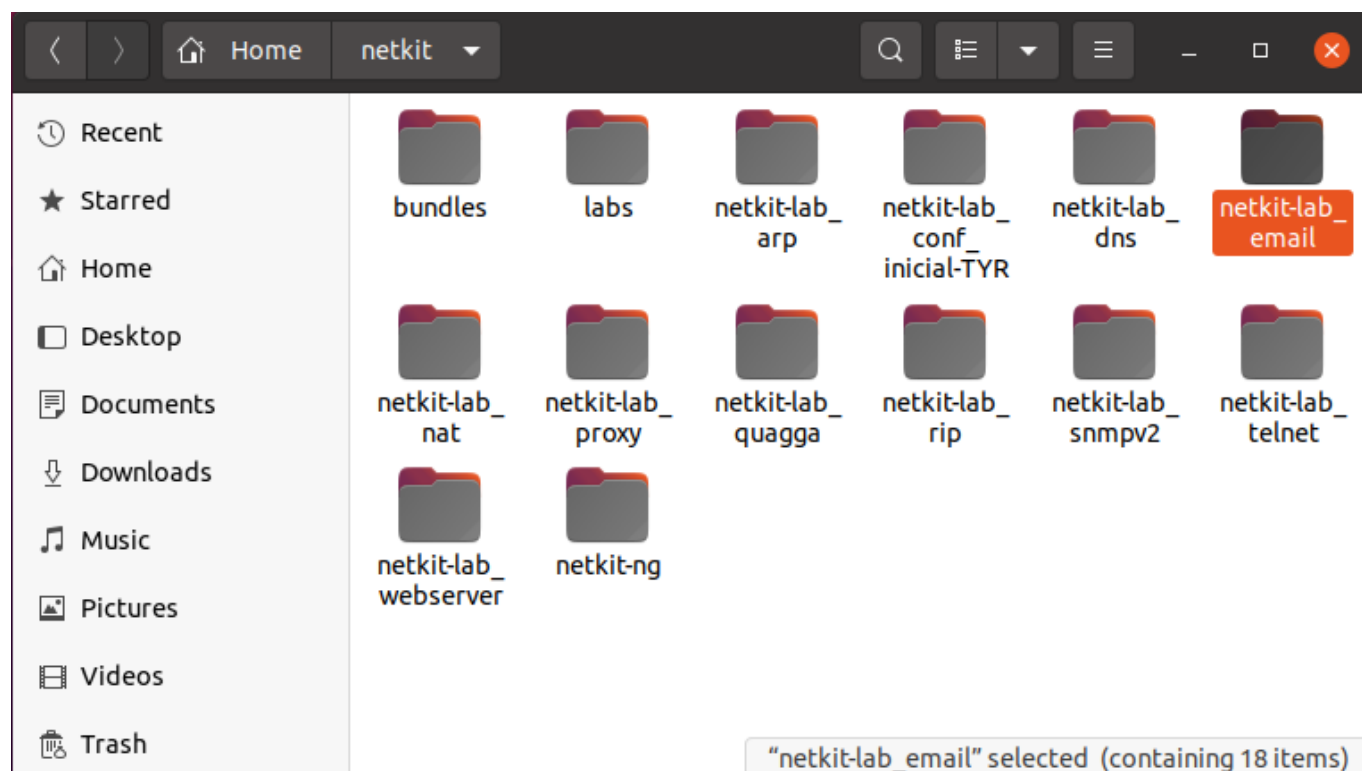 Home
netkit
Recent
Starred
Home
Desktop
Documents
Downloads
Music
Pictures
Videos
Trash
bundles
labs
netkit-lab_
arp
netkit-lab_
conf_
inicial-TYR
netkit-lab_
dns
netkit-lab_
email
netkit-lab_
nat
netkit-lab_
proxy
netkit-lab_
quagga
netkit-lab_
rip
netkit-lab_
snmpv2
netkit-lab_
telnet
netkit-lab_
webserver
netkit-ng
“netkit-lab_email” selected (containing 18 items)